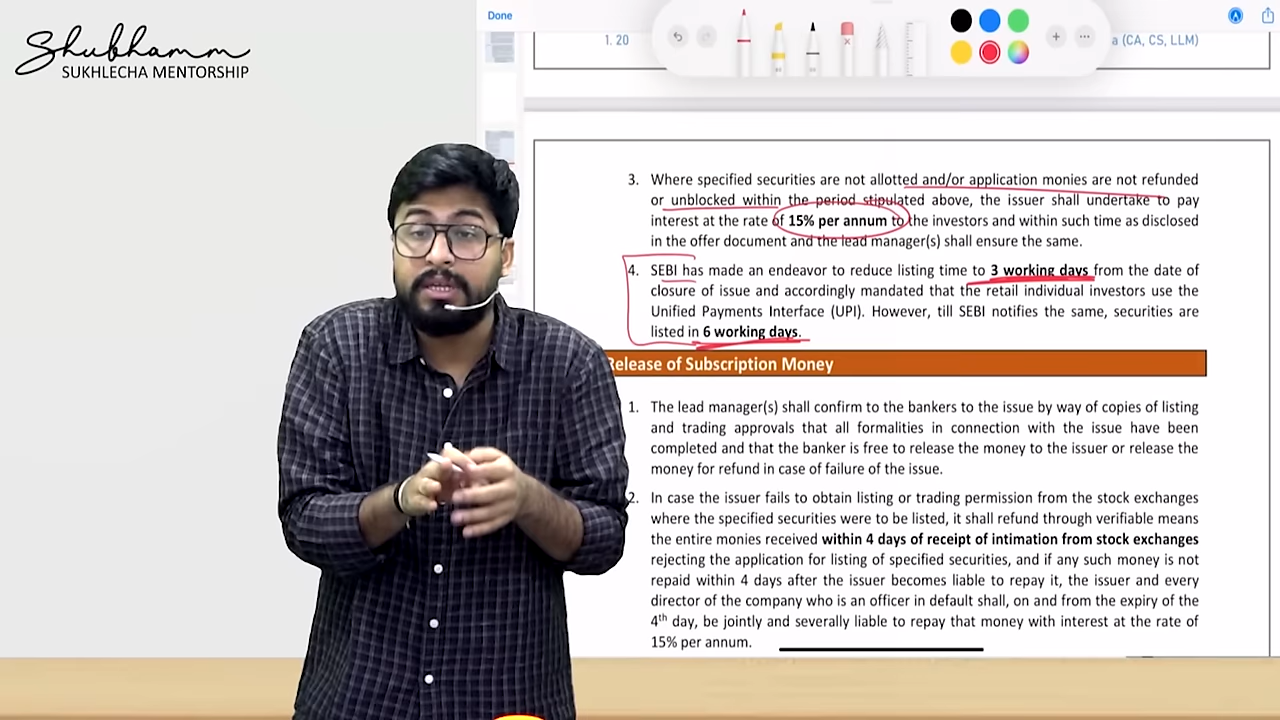 Shubhamm
SUKHLECHA MENTORSHIP
Done
1. 20
a (CA, CS, LLM)
3. Where specified securities are not allotted and/or application monies are not refunded
or unblocked within the period stipulated above, the issuer shall undertake to pay
interest at the rate of 15% per annum to the investors and within such time as disclosed
in the offer document and the lead manager(s) shall ensure the same.
4. SEBI has made an endeavor to reduce listing time to 3 working days from the date of
closure of issue and accordingly mandated that the retail individual investors use the
Unified Payments Interface (UPI). However, till SEBI notifies the same, securities are
listed in 6 working days.
Release of Subscription Money
1. The lead manager(s) shall confirm to the bankers to the issue by way of copies of listing
and trading approvals that all formalities in connection with the issue have been
completed and that the banker is free to release the money to the issuer or release the
money for refund in case of failure of the issue.
2. In case the issuer fails to obtain listing or trading permission from the stock exchanges
where the specified securities were to be listed, it shall refund through verifiable means
the entire monies received within 4 days of receipt of intimation from stock exchanges
rejecting the application for listing of specified securities, and if any such money is not
repaid within 4 days after the issuer becomes liable to repay it, the issuer and every
director of the company who is an officer in default shall, on and from the expiry of the
4th day, be jointly and severally liable to repay that money with interest at the rate of
15% per annum.